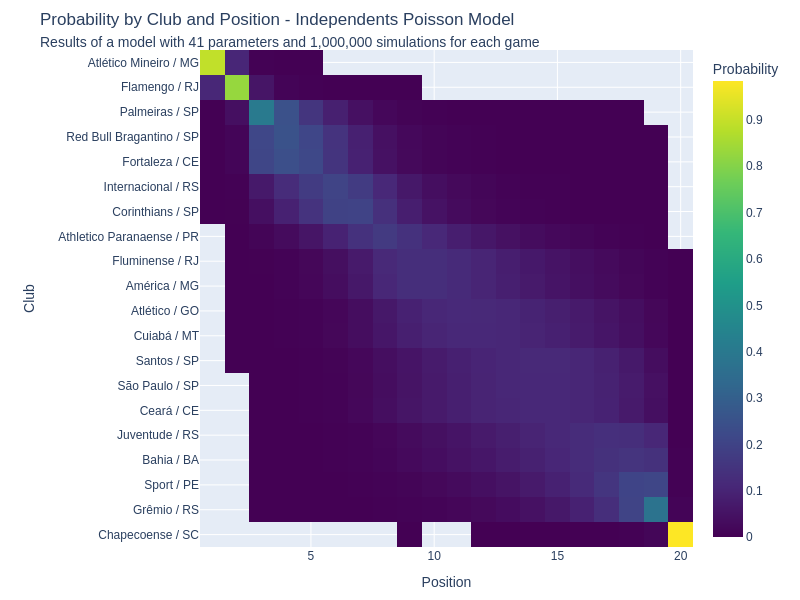 Probability by Club and Position - Independents Poisson Model
Results of a model with 41 parameters and 1,000,000 simulations for each game
Probability
Atlético Mineiro / MG
Flamengo / RJ
Palmeiras / SP
Red Bull Bragantino / SP
Fortaleza / CE
Internacional / RS
Corinthians / SP
Athletico Paranaense / PR
Fluminense / RJ
América / MG
Atlético / GO
Cuiabá / MT
Santos / SP
São Paulo / SP
Ceará / CE
Juventude / RS
Bahia / BA
Sport / PE
Grêmio / RS
Chapecoense / SC
Club
5
10
15
20
Position
0.9
0.8
0.7
0.6
0.5
0.4
0.3
0.2
0.1
0